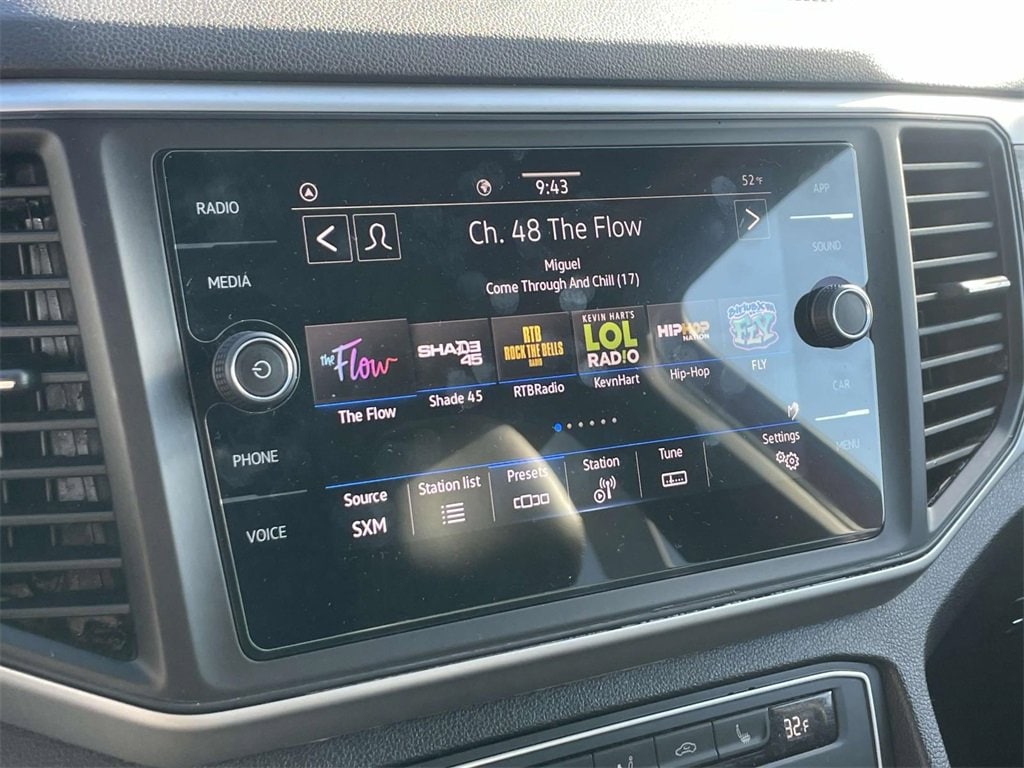 RADIO
MEDIA
PHONE
VOICE
9:43
52°F
Ch. 48 The Flow
Miguel
Come Through And Chill (17)
the Flow
SHADE
45
RTB
ROCK THE BELLS
RADIO
KEVIN HART'S
LOL
RADIO
HIPHOP
NATION
FLY
The Flow
Shade 45
RTBRadio
KevnHart
Hip-Hop
FLY
Source
SXM
Station list
Presets
Station
Tune
Settings
APP
SOUND
CAR
MENU
32°F